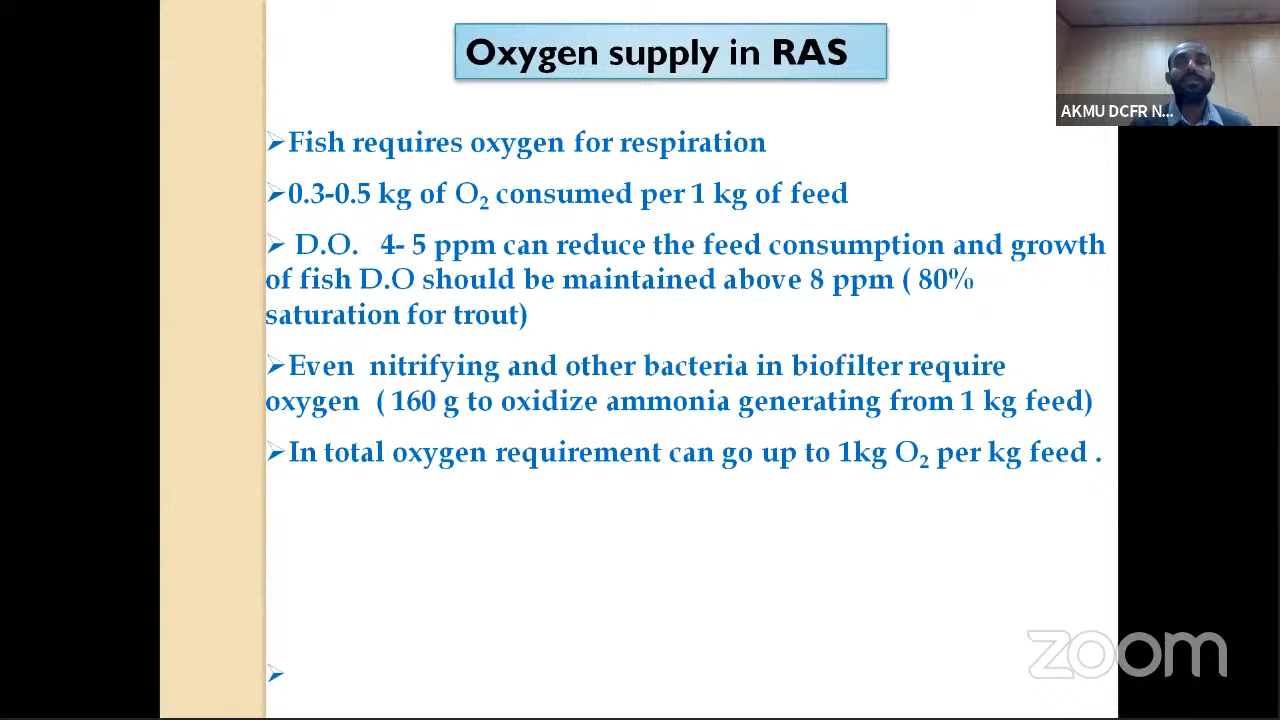 Oxygen supply in RAS
AKMU DCFR N...
➢Fish requires oxygen for respiration
➢0.3-0.5 kg of O₂ consumed per 1 kg of feed
➢ D.O. 4- 5 ppm can reduce the feed consumption and growth
of fish D.O should be maintained above 8 ppm ( 80%
saturation for trout)
➢Even nitrifying and other bacteria in biofilter require
oxygen ( 160 g to oxidize ammonia generating from 1 kg feed)
➢In total oxygen requirement can go up to 1kg O₂ per kg feed .
zoom
➢